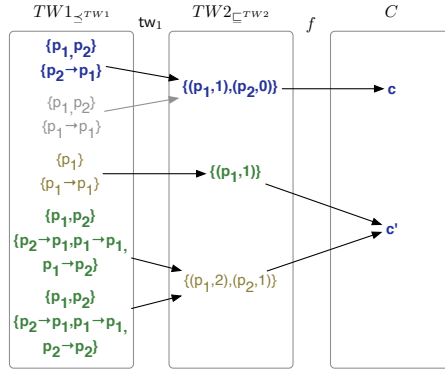 TW1⪯TW1 tw₁ TW2⊑TW2 f C
{p₁,p₂}
{p₂→p₁}
{p₁,p₂}
{p₁→p₁}
{p₁}
{p₁→p₁}
{p₁,p₂}
{p₂→p₁,p₁→p₁,
p₁→p₂}
{p₁,p₂}
{p₂→p₁,p₁→p₁,
p₂→p₂}
{(p₁,1),(p₂,0)}
{(p₁,1)}
{(p₁,2),(p₂,1)}
c
c'